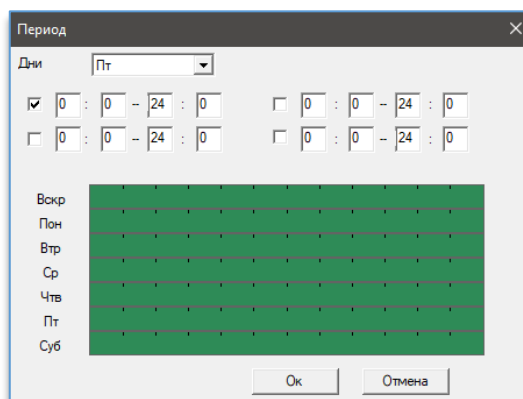 Период
Дни Пт
0 : 0 - 24 : 0 0 : 0 - 24 : 0
0 : 0 - 24 : 0 0 : 0 - 24 : 0
Вскр
Пон
Втр
Ср
Чтв
Пт
Суб
Ок Отмена